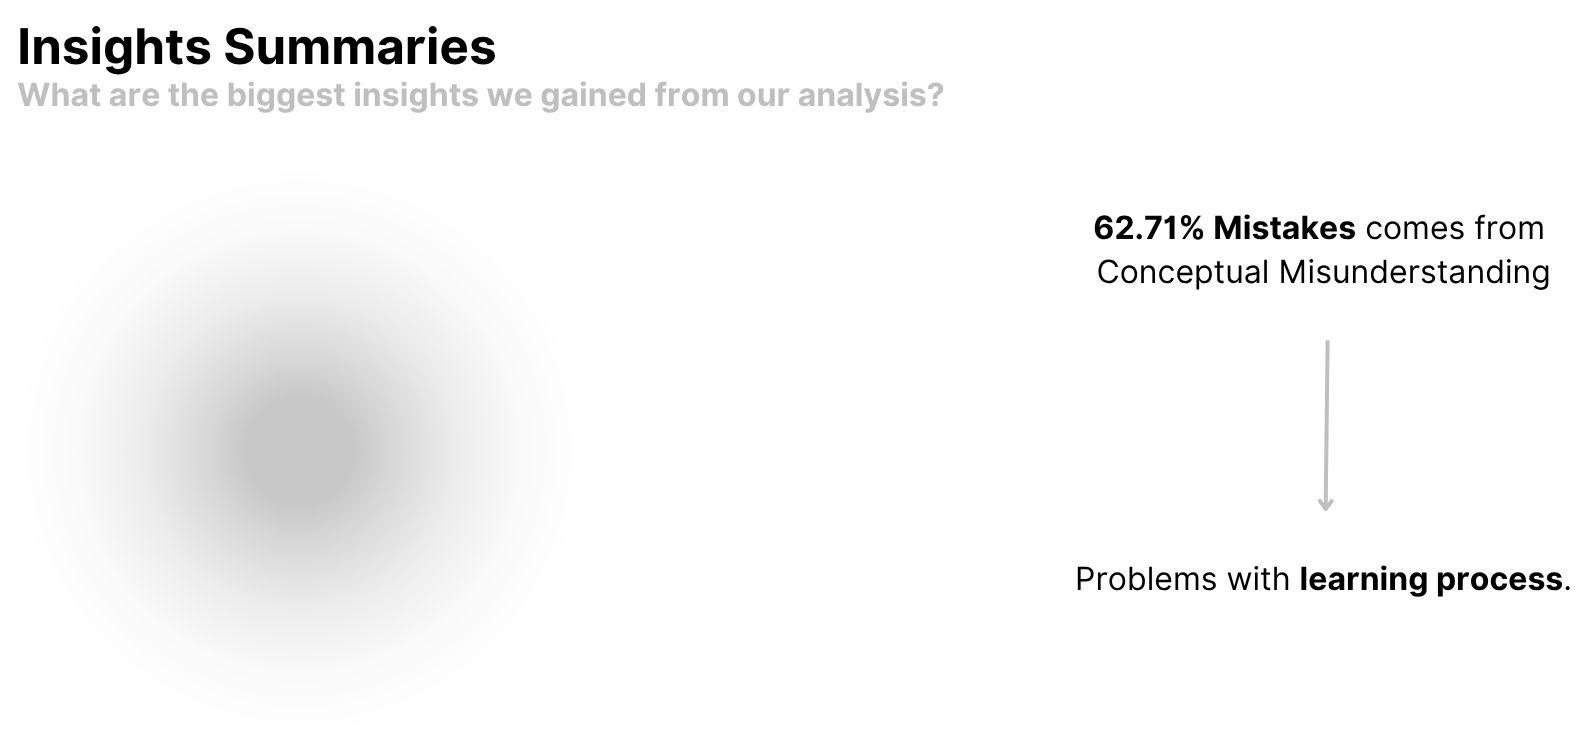 Insights Summaries
What are the biggest insights we gained from our analysis?
62.71% Mistakes comes from
Conceptual Misunderstanding
Problems with learning process.